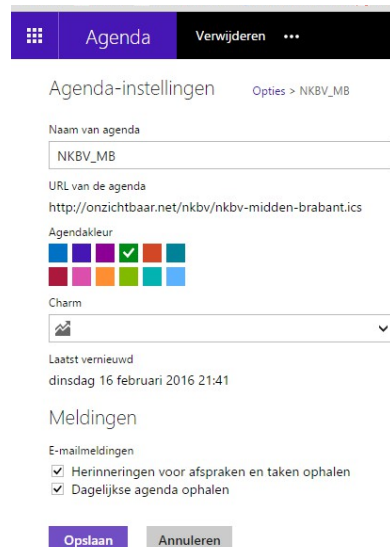 Agenda Verwijderen •••
Agenda-instellingen Opties > NKBV_MB
Naam van agenda
NKBV_MB
URL van de agenda
http://onzichtbaar.net/nkbv/nkbv-midden-brabant.ics
Agendakleur
Charm
Laatst vernieuwd
dinsdag 16 februari 2016 21:41
Meldingen
E-mailmeldingen
Herinneringen voor afspraken en taken ophalen
Dagelijkse agenda ophalen
Opslaan Annuleren